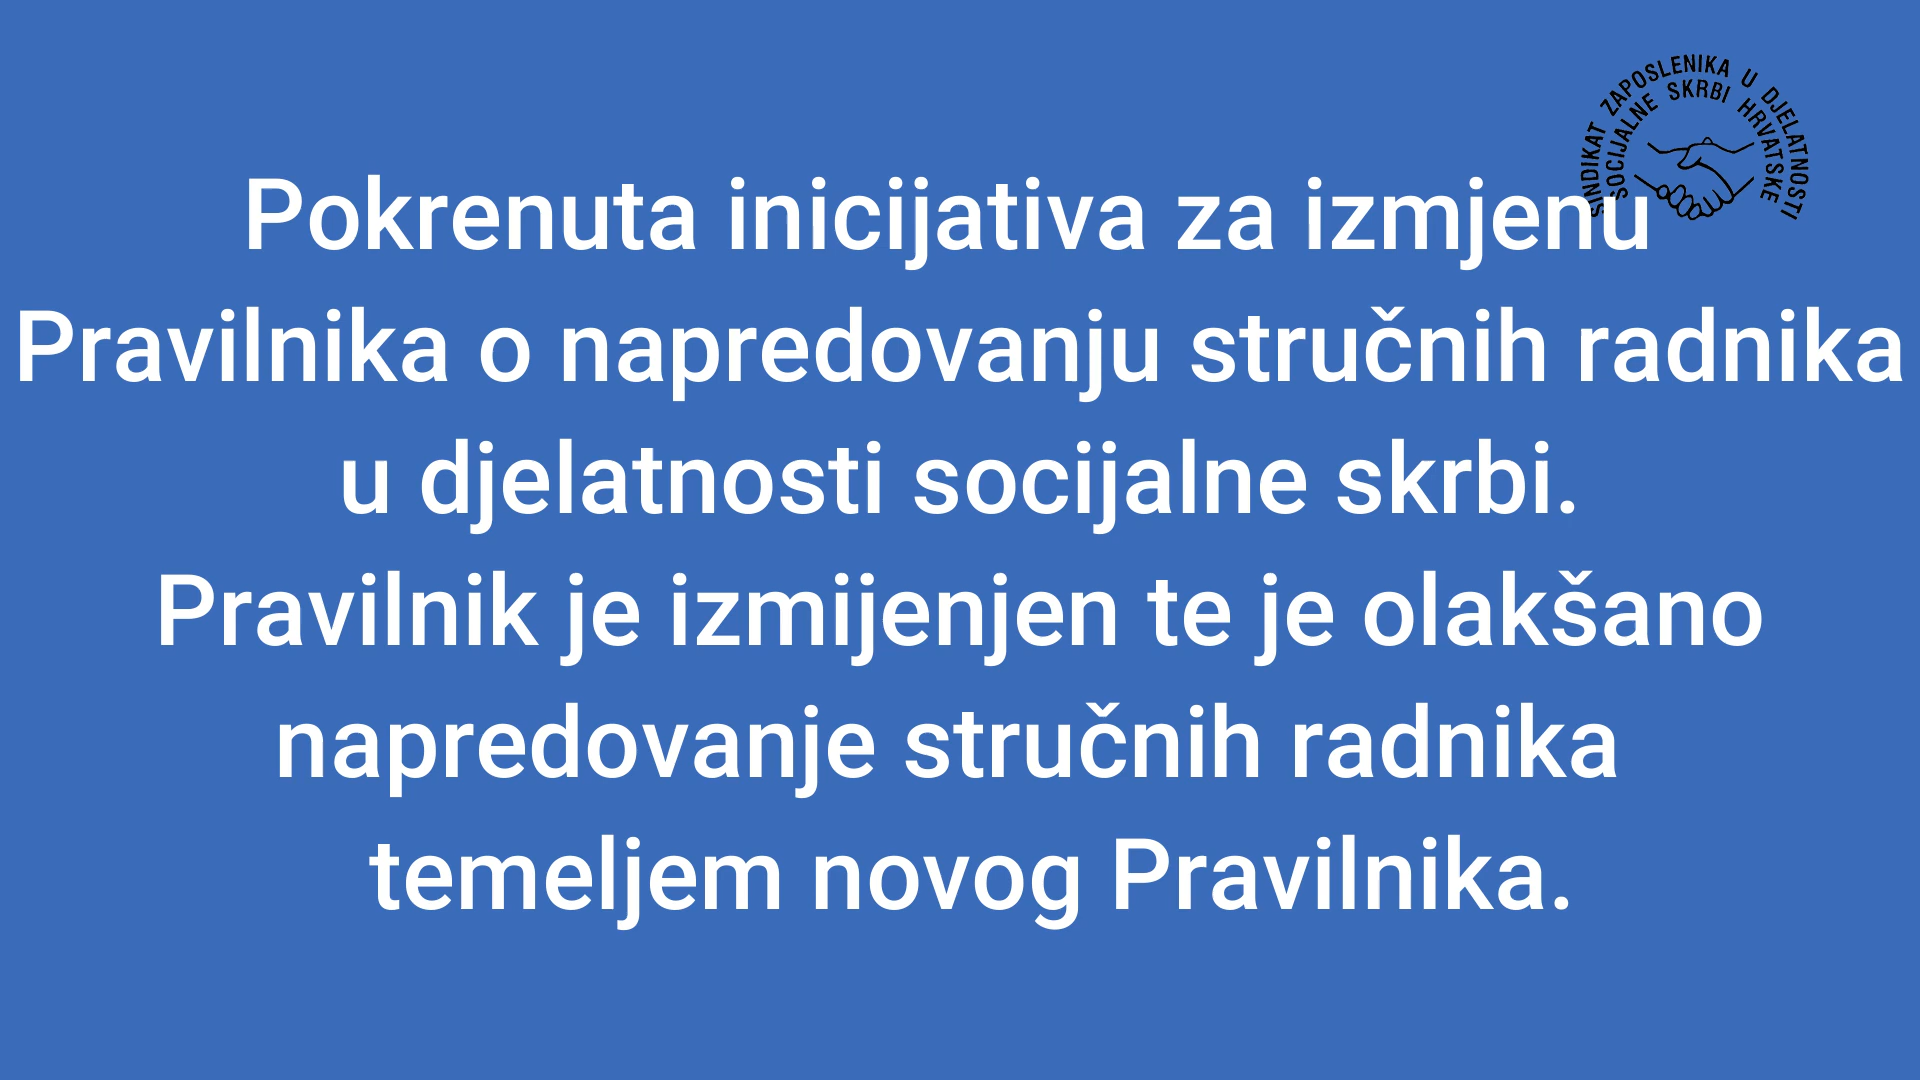 SINDIKAT ZAPOSLENIKA U DJELATNOSTI
SOCIJALNE SKRBI HRVATSKE
Pokrenuta inicijativa za izmjenu
Pravilnika o napredovanju stručnih radnika
u djelatnosti socijalne skrbi.
Pravilnik je izmijenjen te je olakšano
napredovanje stručnih radnika
temeljem novog Pravilnika.